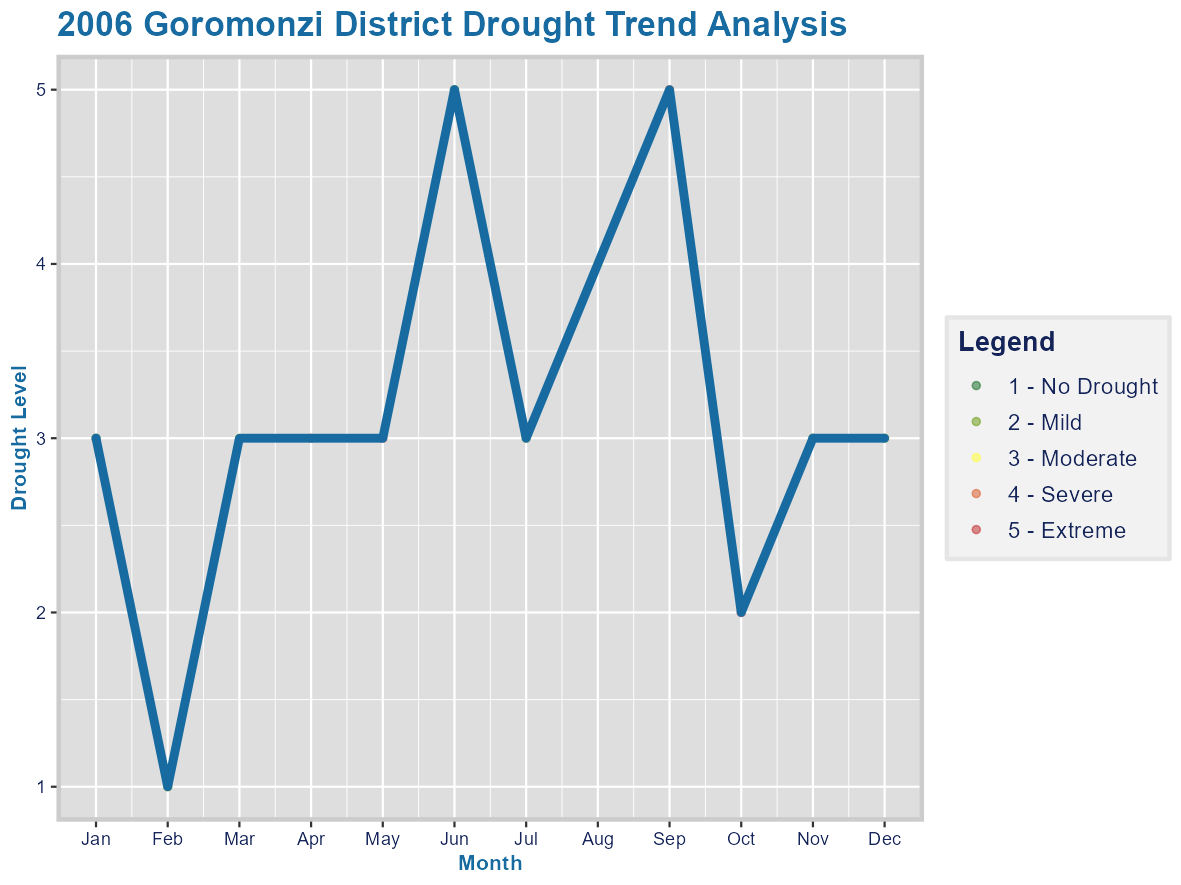 2006 Goromonzi District Drought Trend Analysis
5
4
3
2
1
Drought Level
Jan Feb Mar Apr May Jun Jul Aug Sep Oct Nov Dec
Month
Legend
1 - No Drought
2 - Mild
3 - Moderate
4 - Severe
5 - Extreme